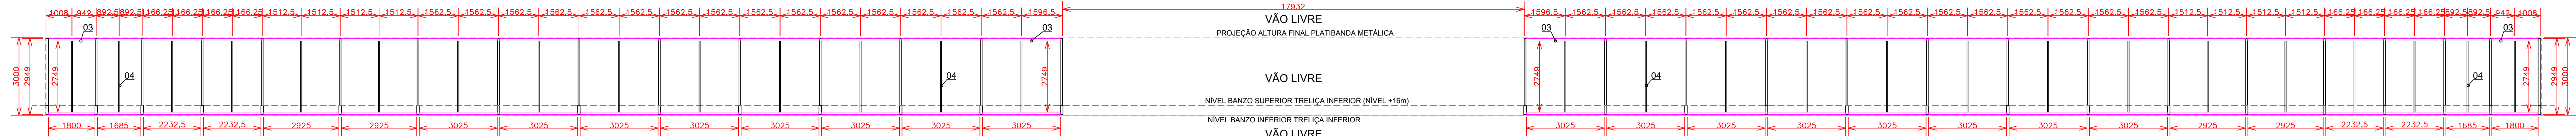 17932
1008 942 892,5 892,5 1166,25 1166,25 1166,25 1166,25 1512,5 1512,5 1512,5 1512,5 1562,5 1562,5 1562,5 1562,5 1562,5 1562,5 1562,5 1562,5 1562,5 1562,5 1562,5 1562,5 1562,5 1562,5 1562,5 1596,5
1596,5 1562,5 1562,5 1562,5 1562,5 1562,5 1562,5 1562,5 1562,5 1562,5 1562,5 1562,5 1562,5 1562,5 1562,5 1562,5 1512,5 1512,5 1512,5 1512,5 1166,25 1166,25 1166,25 1166,25 892,5 892,5 942 1008
VÃO LIVRE
03 03 03 03
PROJEÇÃO ALTURA FINAL PLATIBANDA METÁLICA
3000 2949 2749 04 04 2749
VÃO LIVRE
2749 04 04 2749 2949 3000
NÍVEL BANZO SUPERIOR TRELIÇA INFERIOR (NÍVEL +16m)
NÍVEL BANZO INFERIOR TRELIÇA INFERIOR
1800 1685 2232,5 2232,5 2925 2925 3025 3025 3025 3025 3025 3025 3025 3025
3025 3025 3025 3025 3025 3025 3025 3025 2925 2925 2232,5 2232,5 1685 1800
VÃO LIVRE